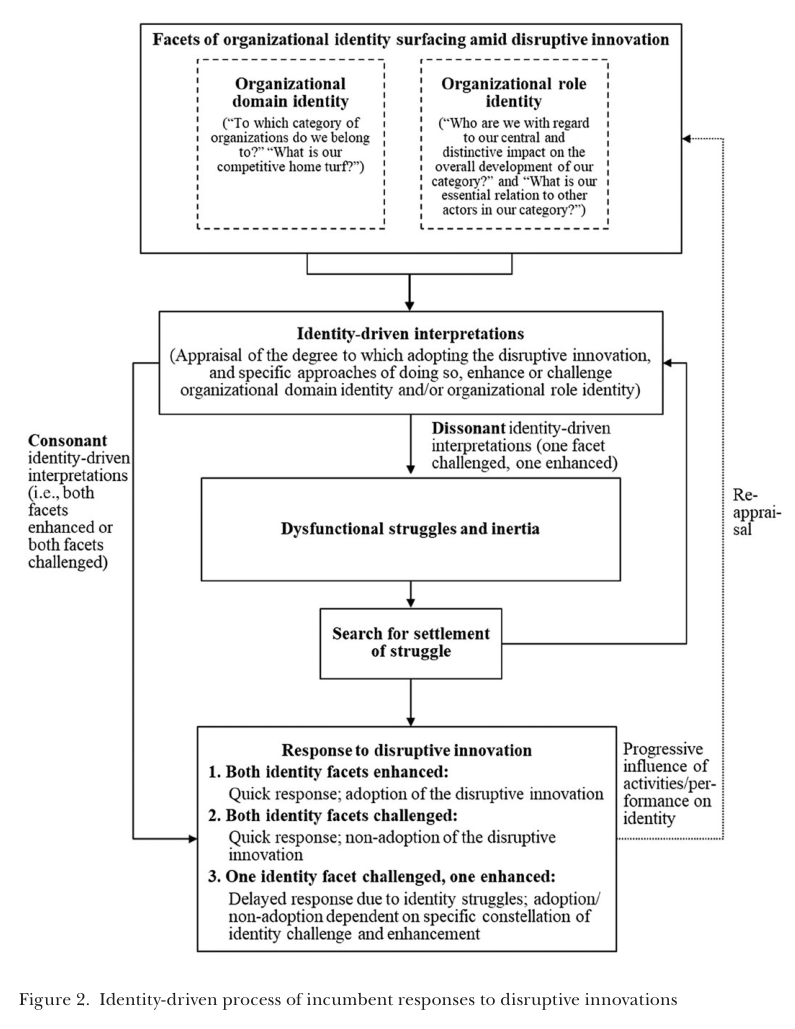 Facets of organizational identity surfacing amid disruptive innovation
Organizational
domain identity
(“To which category of
organizations do we belong
to?” “What is our
competitive home turf?”)
Organizational role
identity
(“Who are we with regard
to our central and
distinctive impact on the
overall development of our
category?” and “What is our
essential relation to other
actors in our category?”)
Identity-driven interpretations
(Appraisal of the degree to which adopting the disruptive innovation,
and specific approaches of doing so, enhance or challenge
organizational domain identity and/or organizational role identity)
Consonant
identity-driven
interpretations
(i.e., both
facets
enhanced or
both facets
challenged)
Dissonant identity-driven
interpretations (one facet
challenged, one enhanced)
Dysfunctional struggles and inertia
Re-
apprai-
sal
Search for settlement
of struggle
Response to disruptive innovation
1. Both identity facets enhanced:
Quick response; adoption of the disruptive innovation
2. Both identity facets challenged:
Quick response; non-adoption of the disruptive
innovation
3. One identity facet challenged, one enhanced:
Delayed response due to identity struggles; adoption/
non-adoption dependent on specific constellation of
identity challenge and enhancement
Progressive
influence of
activities/per-
formance on
identity
Figure 2. Identity-driven process of incumbent responses to disruptive innovations